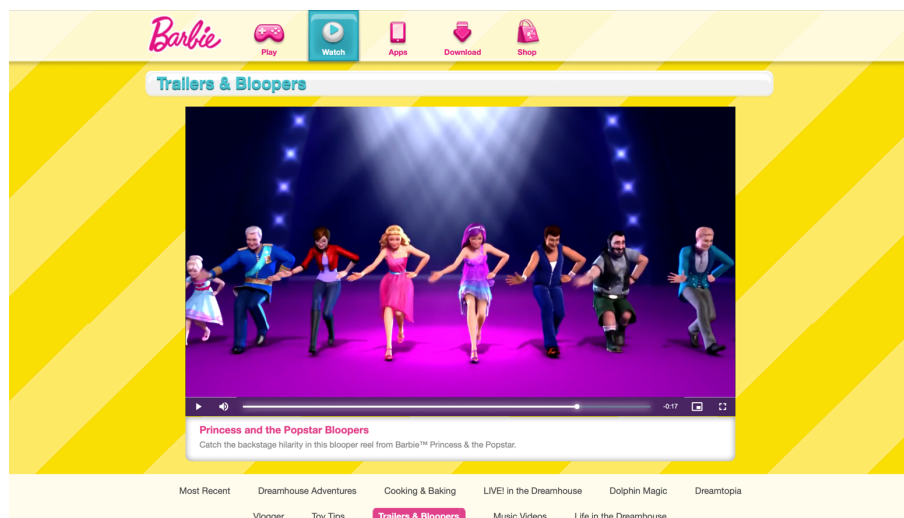 Barbie
Play Watch Apps Download Shop
Trailers & Bloopers
-0:17
Princess and the Popstar Bloopers
Catch the backstage hilarity in this blooper reel from Barbie™ Princess & the Popstar.
Most Recent Dreamhouse Adventures Cooking & Baking LIVE! in the Dreamhouse Dolphin Magic Dreamtopia
Vlogger Toy Tips Trailers & Bloopers Music Videos Life in the Dreamhouse